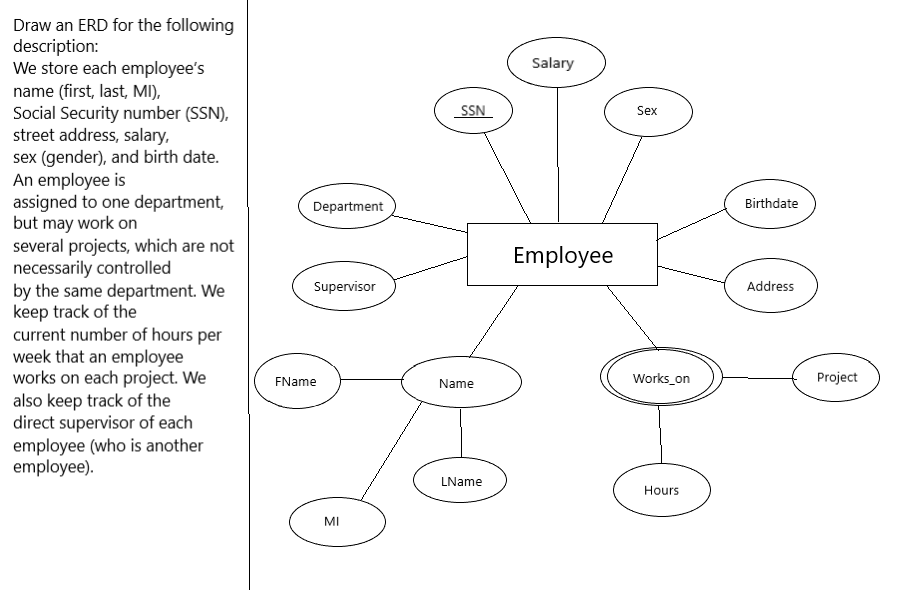 Draw an ERD for the following
description:
We store each employee's
name (first, last, MI),
Social Security number (SSN),
street address, salary,
sex (gender), and birth date.
An employee is
assigned to one department,
but may work on
several projects, which are not
necessarily controlled
by the same department. We
keep track of the
current number of hours per
week that an employee
works on each project. We
also keep track of the
direct supervisor of each
employee (who is another
employee).
Salary
SSN
Sex
Department
Birthdate
Employee
Supervisor
Address
FName
Name
Works_on
Project
LName
Hours
MI